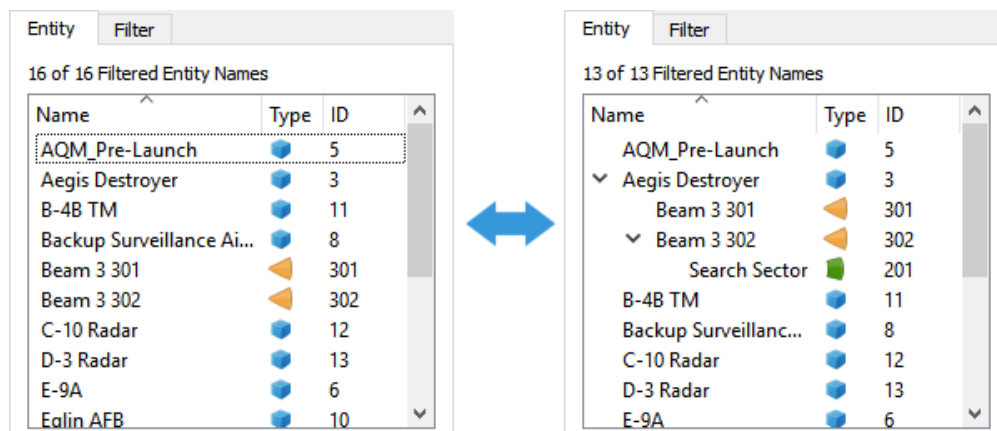 Entity Filter
16 of 16 Filtered Entity Names
Name Type ID
AQM_Pre-Launch 5
Aegis Destroyer 3
B-4B TM 11
Backup Surveillance Ai... 8
Beam 3 301 301
Beam 3 302 302
C-10 Radar 12
D-3 Radar 13
E-9A 6
Eglin AFB 10
Entity Filter
13 of 13 Filtered Entity Names
Name Type ID
AQM_Pre-Launch 5
Aegis Destroyer 3
Beam 3 301 301
Beam 3 302 302
Search Sector 201
B-4B TM 11
Backup Surveillanc... 8
C-10 Radar 12
D-3 Radar 13
E-9A 6